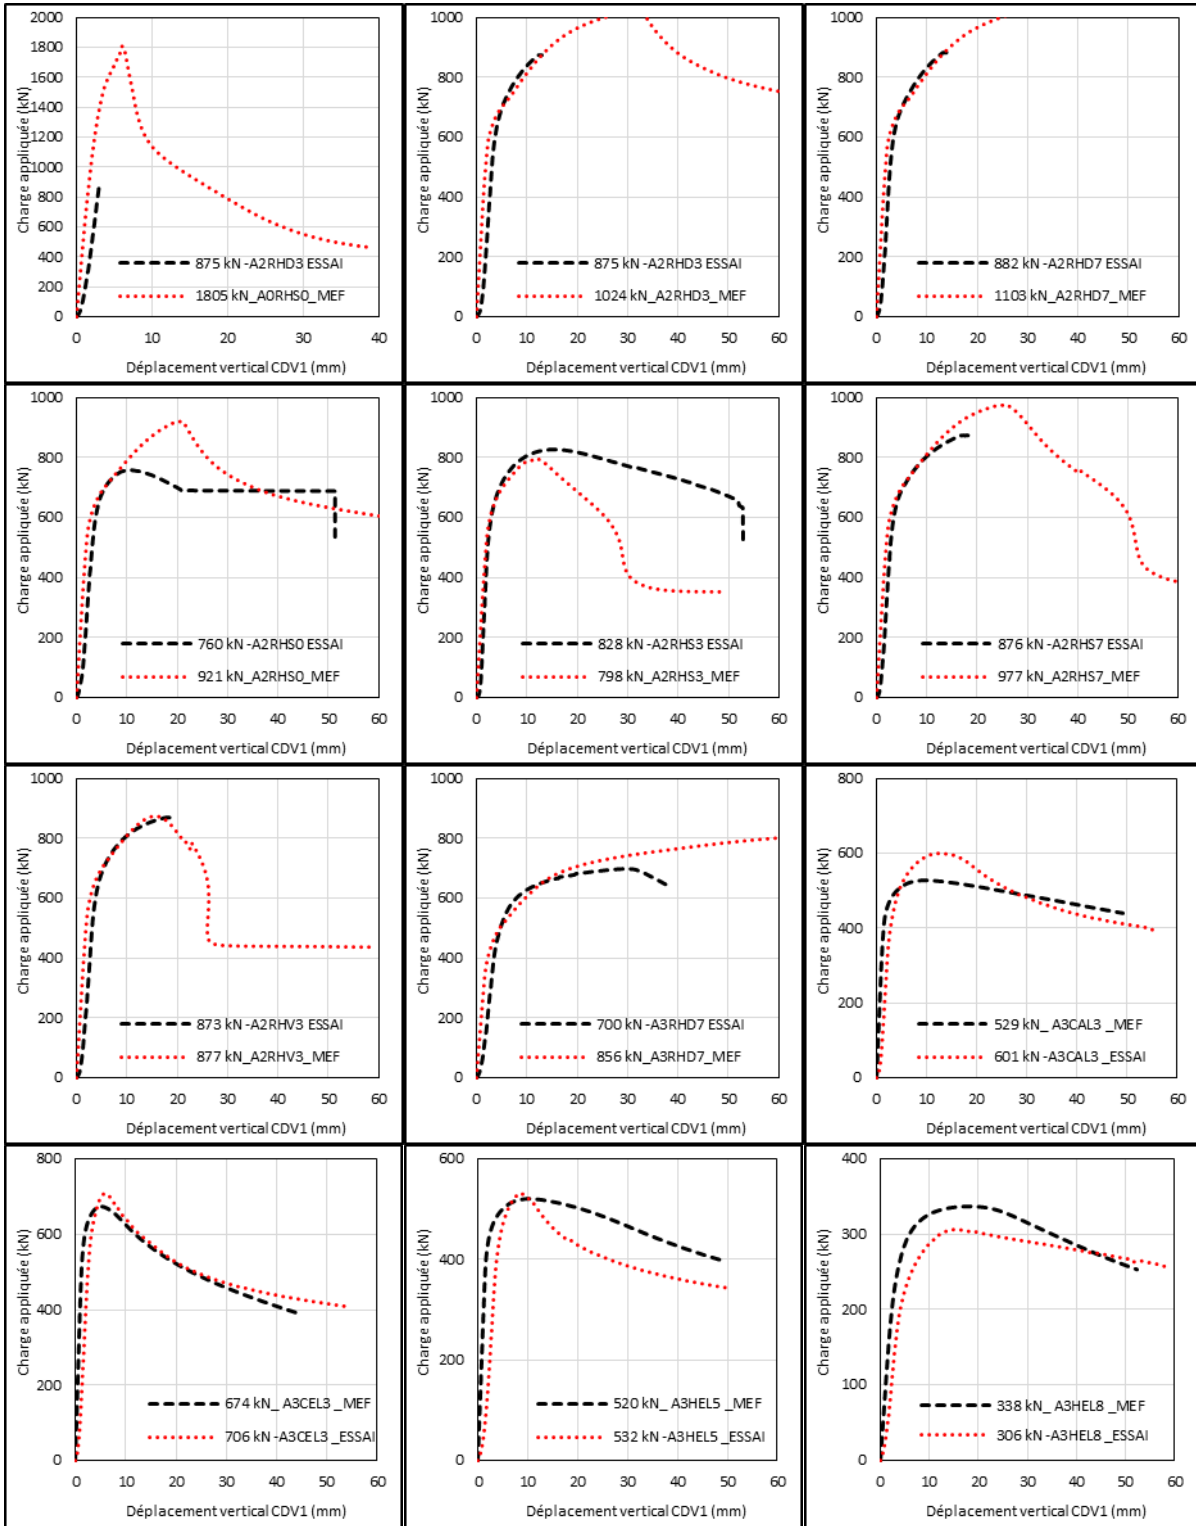 Charge appliquée (kN)
2000
1800
1600
1400
1200
1000
800
600
400
200
0
875 kN -A2RHD3 ESSAI
1805 kN_A0RHS0_MEF
0 10 20 30 40
Déplacement vertical CDV1 (mm)
Charge appliquée (kN)
1000
800
600
400
200
0
875 kN -A2RHD3 ESSAI
1024 kN_A2RHD3_MEF
0 10 20 30 40 50 60
Déplacement vertical CDV1 (mm)
Charge appliquée (kN)
1000
800
600
400
200
0
882 kN -A2RHD7 ESSAI
1103 kN_A2RHD7_MEF
0 10 20 30 40 50 60
Déplacement vertical CDV1 (mm)
Charge appliquée (kN)
1000
800
600
400
200
0
760 kN -A2RHS0 ESSAI
921 kN_A2RHS0_MEF
0 10 20 30 40 50 60
Déplacement vertical CDV1 (mm)
Charge appliquée (kN)
1000
800
600
400
200
0
828 kN -A2RHS3 ESSAI
798 kN_A2RHS3_MEF
0 10 20 30 40 50 60
Déplacement vertical CDV1 (mm)
Charge appliquée (kN)
1000
800
600
400
200
0
876 kN -A2RHS7 ESSAI
977 kN_A2RHS7_MEF
0 10 20 30 40 50 60
Déplacement vertical CDV1 (mm)
Charge appliquée (kN)
1000
800
600
400
200
0
873 kN -A2RHV3 ESSAI
877 kN_A2RHV3_MEF
0 10 20 30 40 50 60
Déplacement vertical CDV1 (mm)
Charge appliquée (kN)
1000
800
600
400
200
0
700 kN -A3RHD7 ESSAI
856 kN_A3RHD7_MEF
0 10 20 30 40 50 60
Déplacement vertical CDV1 (mm)
Charge appliquée (kN)
800
600
400
200
0
529 kN_ A3CAL3 _MEF
601 kN -A3CAL3 _ESSAI
0 10 20 30 40 50 60
Déplacement vertical CDV1 (mm)
Charge appliquée (kN)
800
600
400
200
0
674 kN_ A3CEL3 _MEF
706 kN -A3CEL3 _ESSAI
0 10 20 30 40 50 60
Déplacement vertical CDV1 (mm)
Charge appliquée (kN)
600
400
200
0
520 kN_ A3HEL5 _MEF
532 kN -A3HEL5 _ESSAI
0 10 20 30 40 50 60
Déplacement vertical CDV1 (mm)
Charge appliquée (kN)
400
300
200
100
0
338 kN_ A3HEL8 _MEF
306 kN -A3HEL8 _ESSAI
0 10 20 30 40 50 60
Déplacement vertical CDV1 (mm)